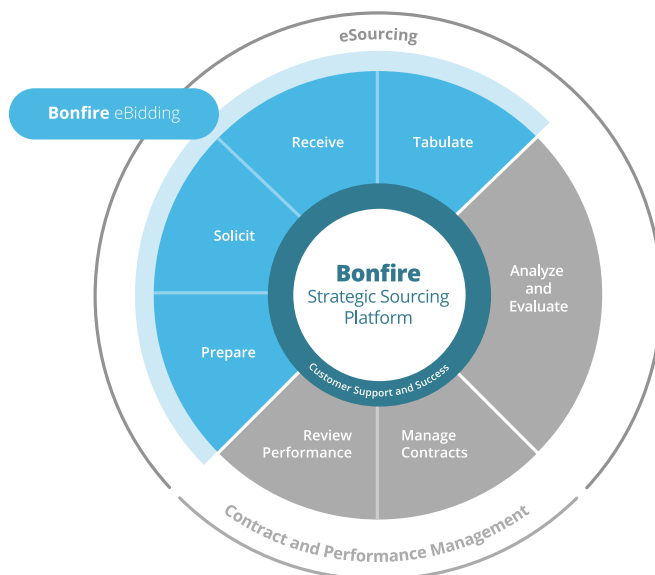 eSourcing
Bonfire eBidding
Receive
Tabulate
Solicit
Analyze
and
Evaluate
Bonfire
Strategic Sourcing
Platform
Prepare
Customer Support and Success
Review
Performance
Manage
Contracts
Contract and Performance Management